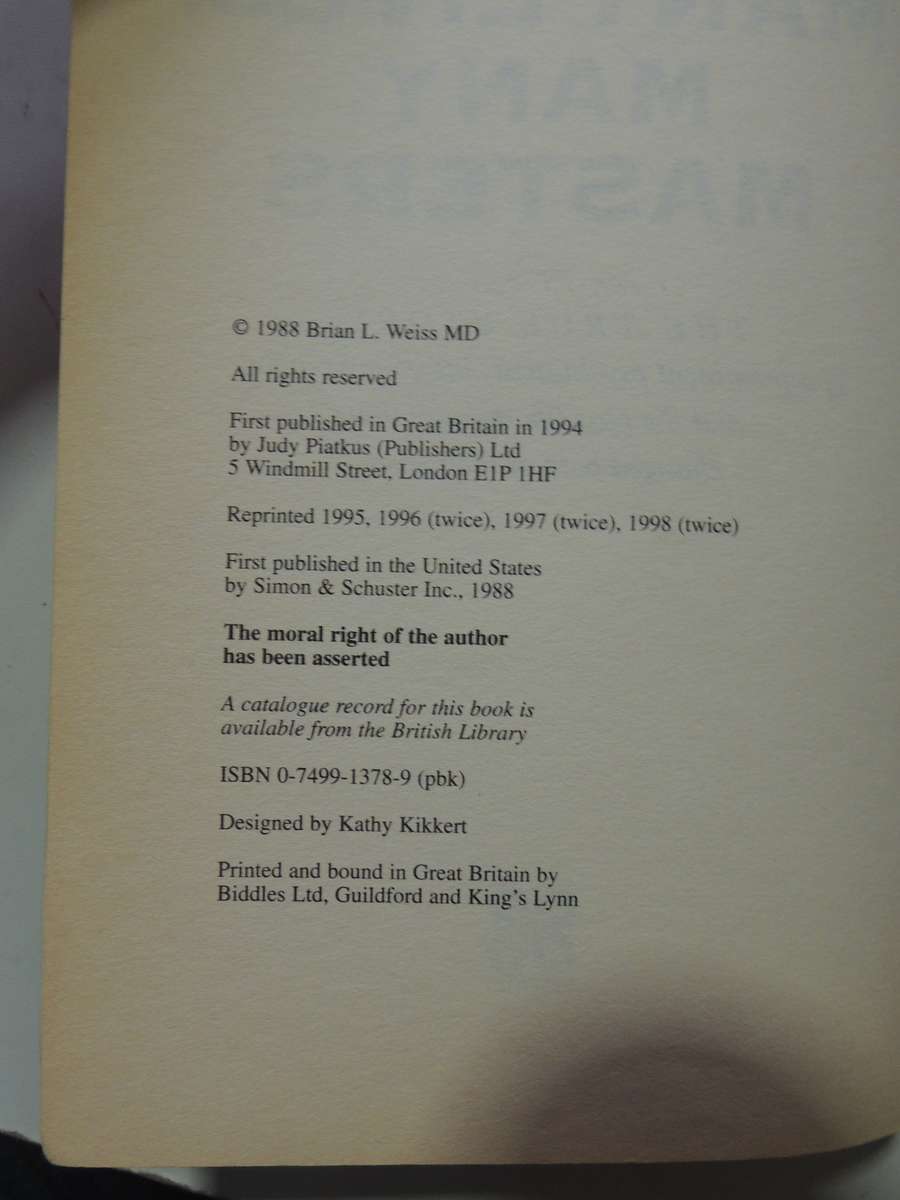 MANY
MASTERS
© 1988 Brian L. Weiss MD
All rights reserved
First published in Great Britain in 1994
by Judy Piatkus (Publishers) Ltd
5 Windmill Street, London E1P 1HF
Reprinted 1995, 1996 (twice), 1997 (twice), 1998 (twice)
First published in the United States
by Simon & Schuster Inc., 1988
The moral right of the author
has been asserted
A catalogue record for this book is
available from the British Library
ISBN 0-7499-1378-9 (pbk)
Designed by Kathy Kikkert
Printed and bound in Great Britain by
Biddles Ltd, Guildford and King's Lynn